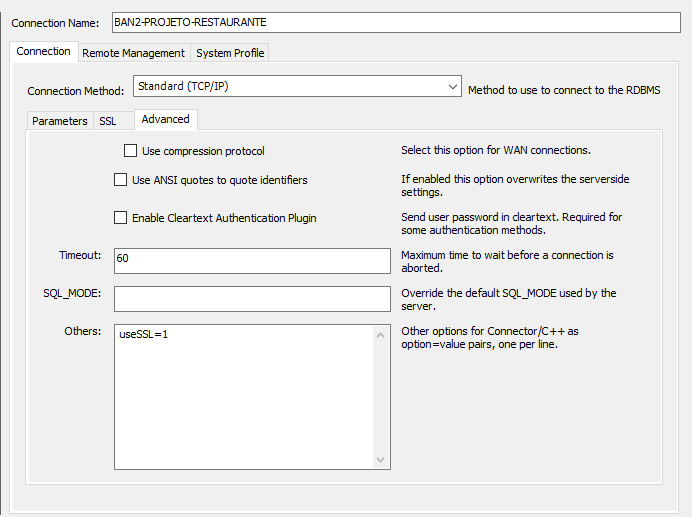 Connection Name: BAN2-PROJETO-RESTAURANTE
Connection Remote Management System Profile
Connection Method: Standard (TCP/IP) Method to use to connect to the RDBMS
Parameters SSL Advanced
Use compression protocol Select this option for WAN connections.
Use ANSI quotes to quote identifiers If enabled this option overwrites the serverside
settings.
Enable Cleartext Authentication Plugin Send user password in cleartext. Required for
some authentication methods.
Timeout: 60 Maximum time to wait before a connection is
aborted.
SQL_MODE: Override the default SQL_MODE used by the
server.
Others: useSSL=1 Other options for Connector/C++ as
option=value pairs, one per line.